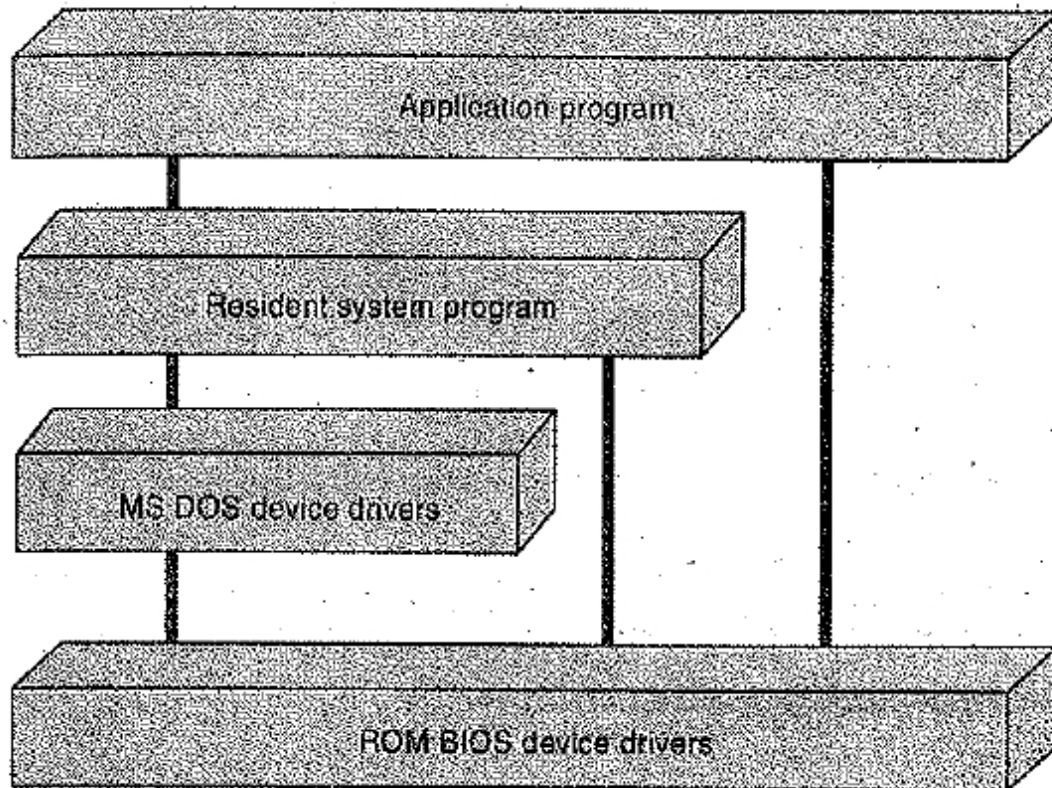 Application program
Resident system program
MS DOS device drivers
ROM BIOS device drivers